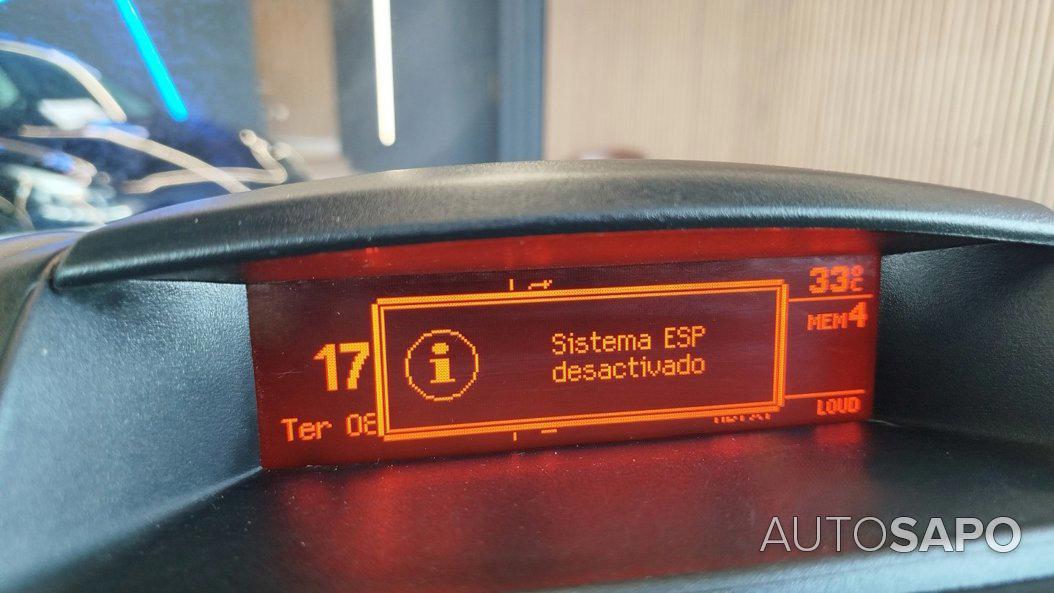 33°C
MEM4
17
Sistema ESP
desactivado
Ter 08
LOUD
AUTOSAPO